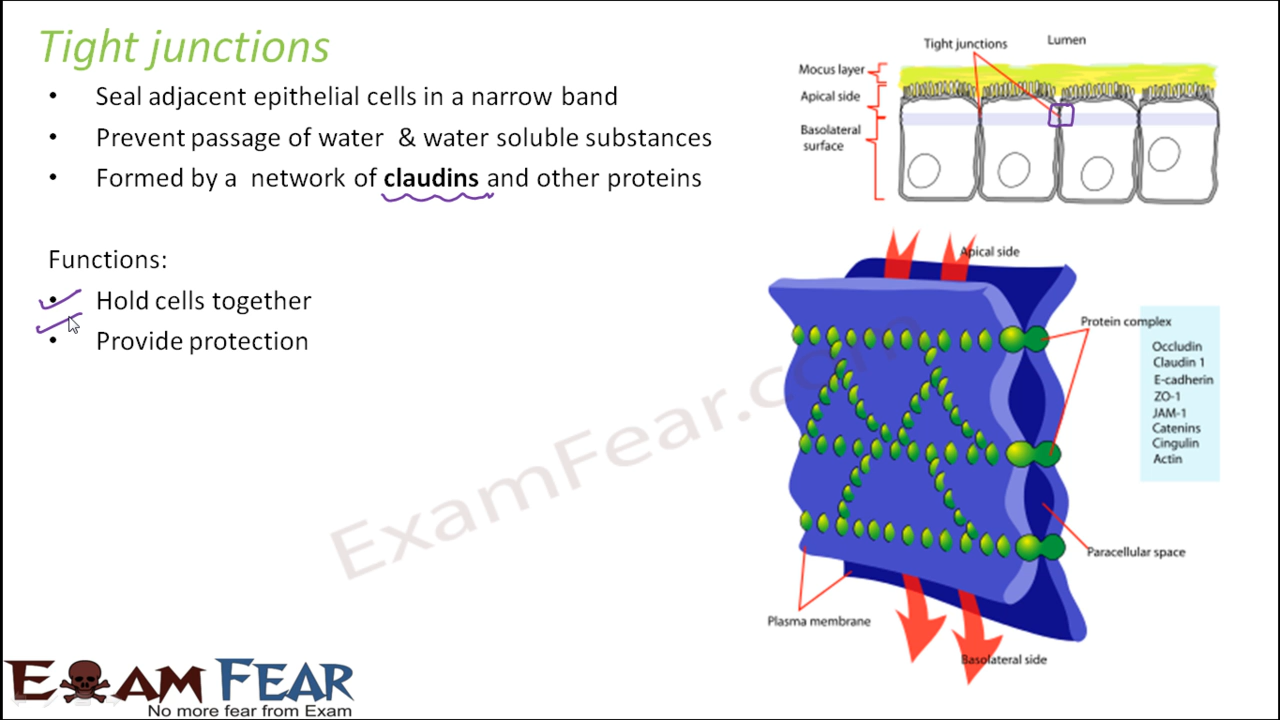 Tight junctions
• Seal adjacent epithelial cells in a narrow band
• Prevent passage of water & water soluble substances
• Formed by a network of claudins and other proteins
Functions:
• Hold cells together
• Provide protection
Tight junctions
Lumen
Mocus layer
Apical side
Basolateral
surface
Apical side
Protein complex
Occludin
Claudin 1
E-cadherin
ZO-1
JAM-1
Catenins
Cingulin
Actin
Paracellular space
Plasma membrane
Basolateral side
ExamFear.com
EXAM FEAR
No more fear from Exam